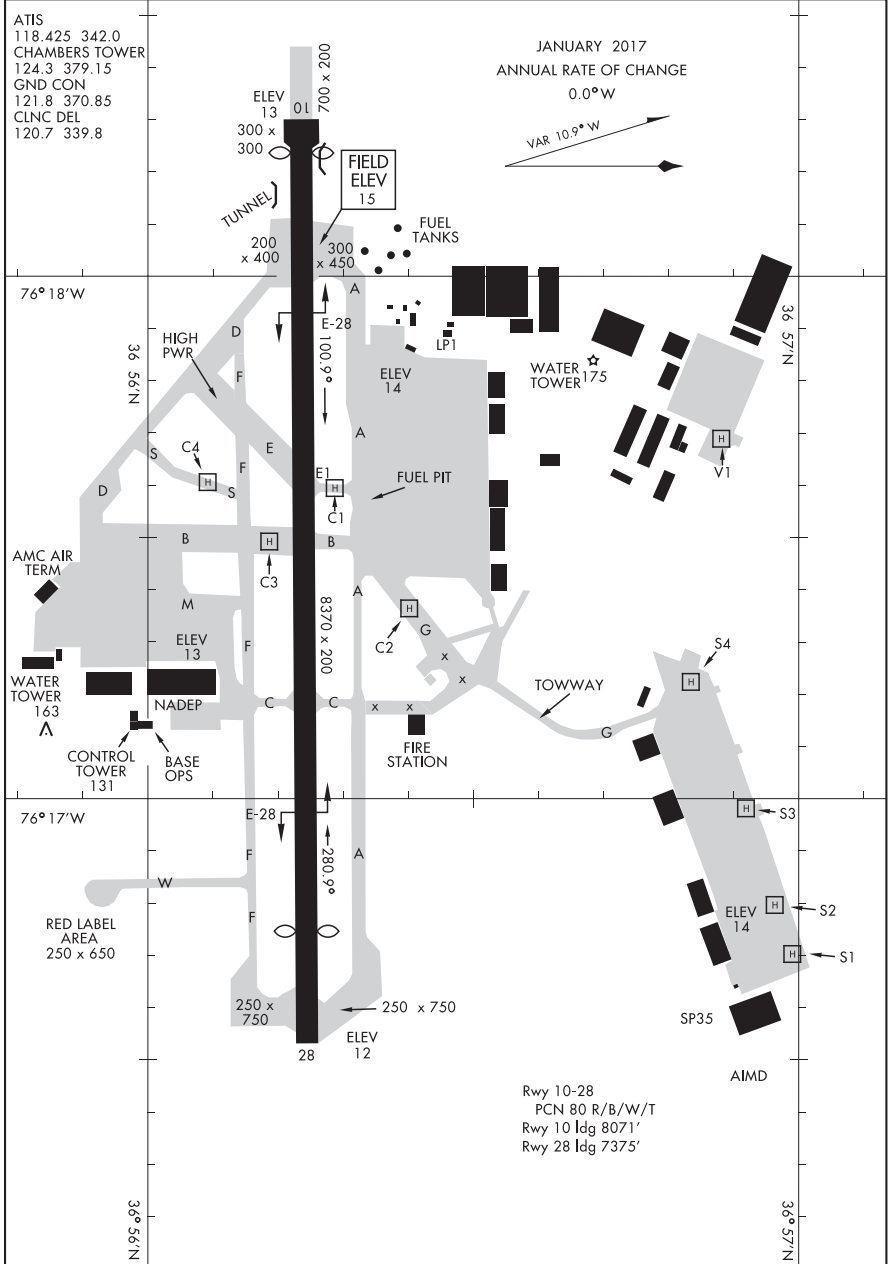 ATIS
118.425 342.0
CHAMBERS TOWER
124.3 379.15
GND CON
121.8 370.85
CLNC DEL
120.7 339.8
JANUARY 2017
ANNUAL RATE OF CHANGE
0.0° W
VAR 10.9° W
700 x 200
ELEV
13
01
300 x
300
FIELD
ELEV
15
TUNNEL
200
x 400
300
x 450
FUEL
TANKS
76° 18'W
36 57'N
A
E-28
D
HIGH
PWR
F
100.9°
LP1
36 56'N
ELEV
14
WATER
TOWER
175
A
C4
S
E
F
H
S
E1
H
C1
FUEL PIT
H
V1
D
B
H
C3
B
AMC AIR
TERM
M
8370 x 200
A
H
C2
G
ELEV
13
F
x
x
S4
H
WATER
TOWER
163
NADEP
C
C
x
x
TOWWAY
G
CONTROL
TOWER
131
BASE
OPS
FIRE
STATION
76° 17'W
E-28
H
S3
F
280.9°
A
W
F
RED LABEL
AREA
250 x 650
H
S2
ELEV
14
H
S1
250 x
750
250 x 750
28
ELEV
12
SP35
AIMD
Rwy 10-28
PCN 80 R/B/W/T
Rwy 10 ldg 8071'
Rwy 28 ldg 7375'
36 56'N
36 57'N